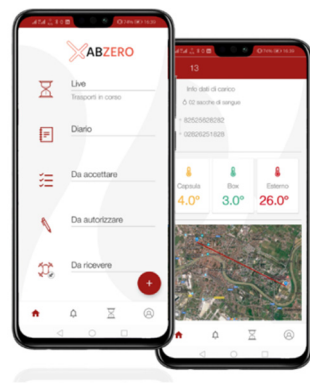 ABZERO
Live
Trasporti in corso
Diario
Da accettare
Da autorizzare
Da ricevere
13
Info dati di carico
02 sacche di sangue
Capsula
Box
Esterno
4.0°
3.0°
26.0°